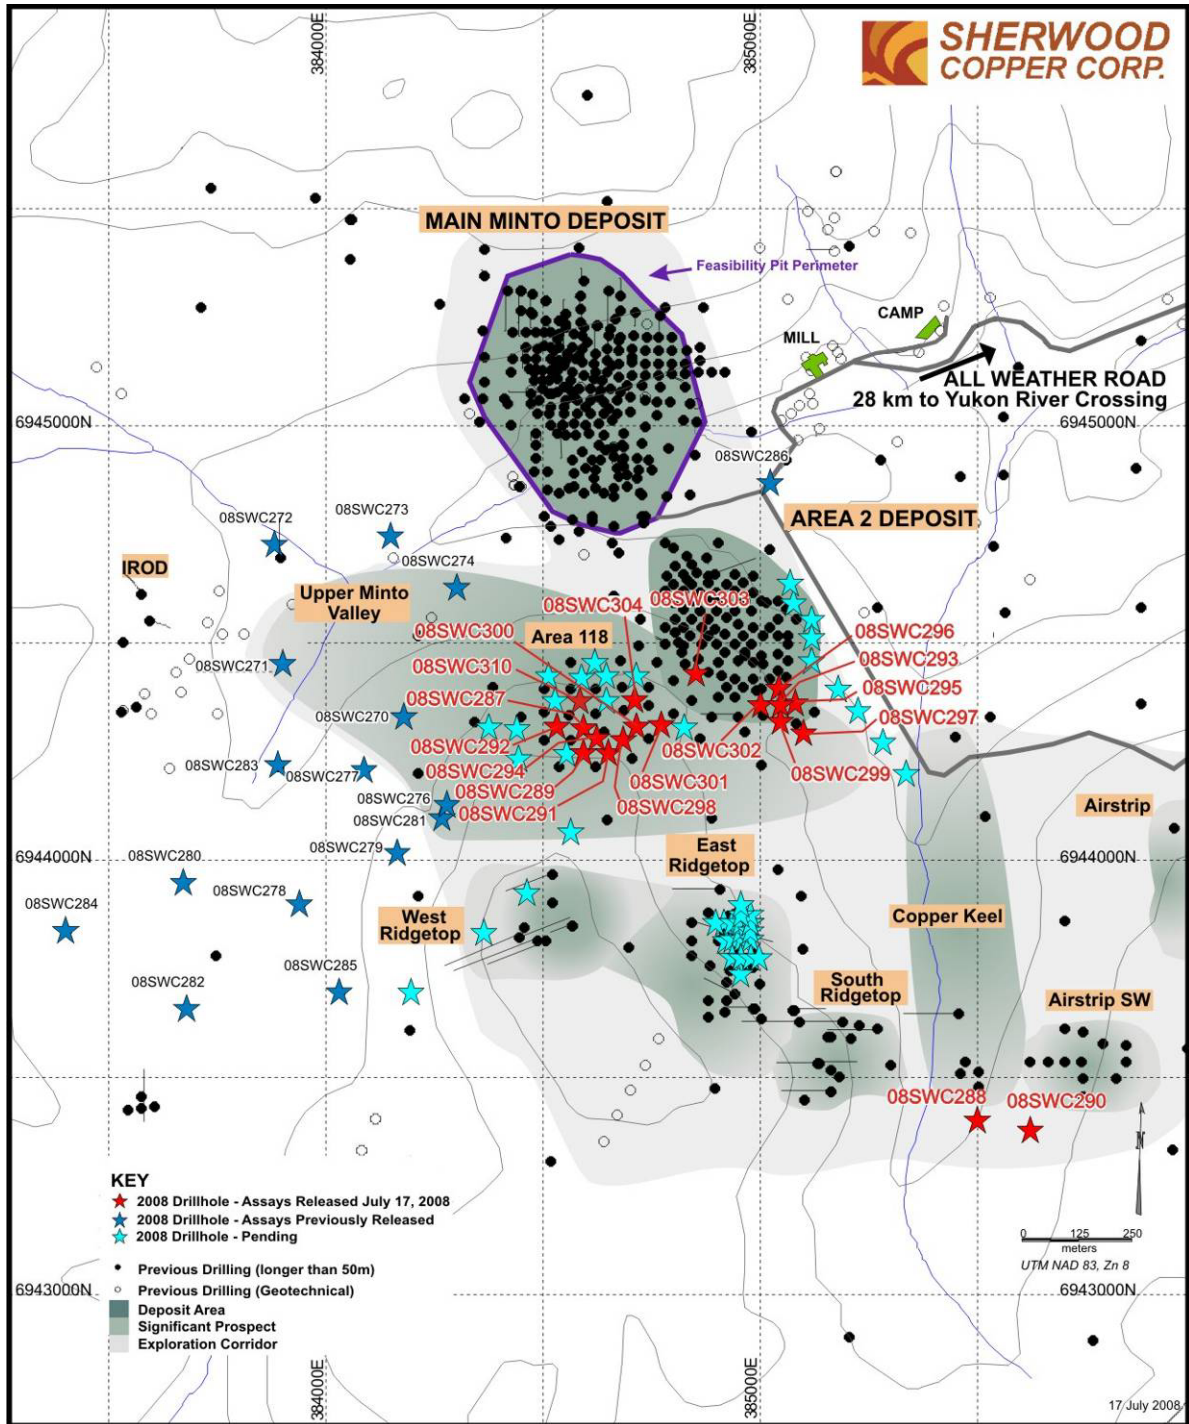 384000E
385000E
SHERWOOD
COPPER CORP.
MAIN MINTO DEPOSIT
Feasibility Pit Perimeter
CAMP
MILL
ALL WEATHER ROAD
28 km to Yukon River Crossing
6945000N
6945000N
08SWC286
08SWC273
08SWC272
AREA 2 DEPOSIT
08SWC274
IROD
Upper Minto
Valley
08SWC304
08SWC303
08SWC300
Area 118
08SWC296
08SWC293
08SWC271
08SWC310
08SWC295
08SWC287
08SWC270
08SWC297
08SWC292
08SWC302
08SWC283
08SWC277
08SWC294
08SWC299
08SWC301
08SWC289
08SWC276
08SWC291
08SWC298
Airstrip
08SWC281
08SWC279
East
Ridgetop
6944000N
08SWC280
6944000N
08SWC278
08SWC284
West
Ridgetop
Copper Keel
08SWC285
08SWC282
South
Ridgetop
Airstrip SW
08SWC288
08SWC290
N
KEY
2008 Drillhole - Assays Released July 17, 2008
2008 Drillhole - Assays Previously Released
2008 Drillhole - Pending
0 125 250
meters
UTM NAD 83, Zn 8
Previous Drilling (longer than 50m)
6943000N
Previous Drilling (Geotechnical)
6943000N
Deposit Area
Significant Prospect
Exploration Corridor
384000E
385000E
17 July 2008